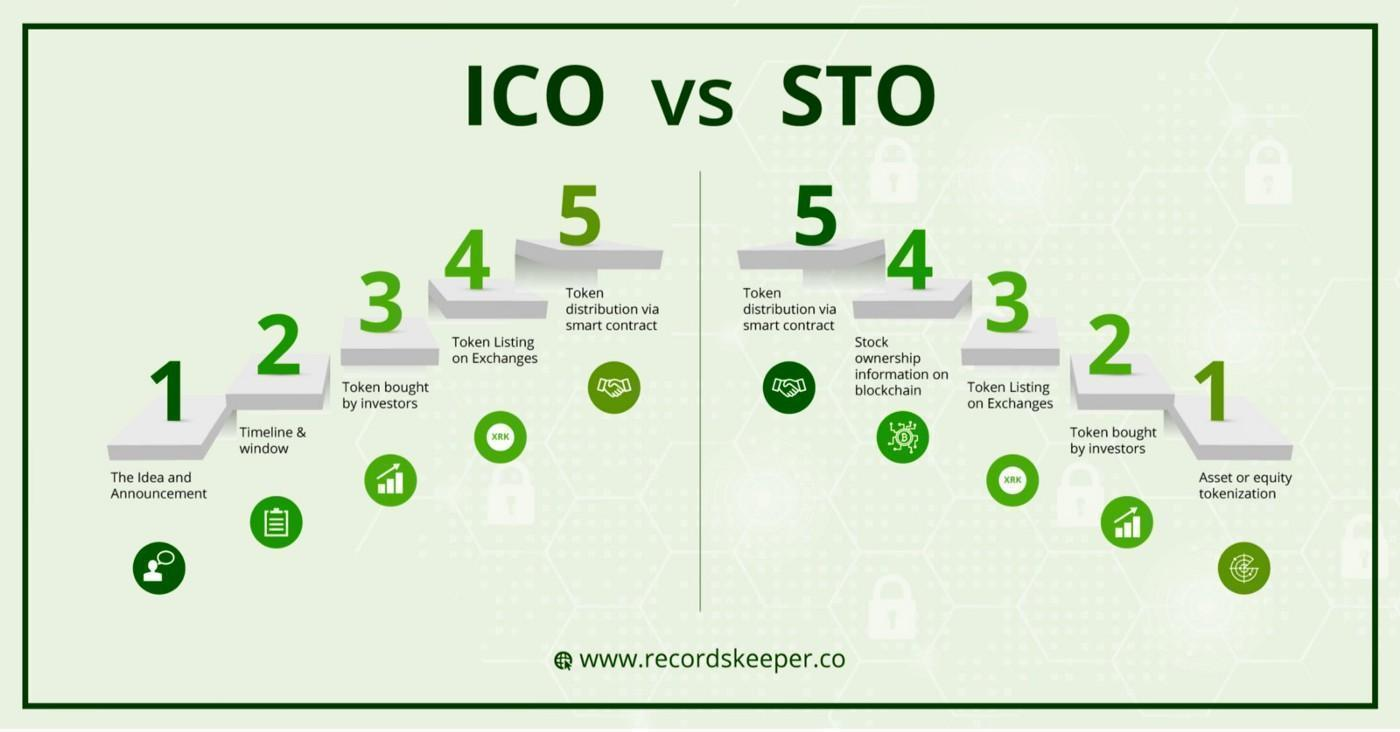 ICO vs STO
1
The Idea and
Announcement
2
Timeline &
window
3
Token bought
by investors
4
Token Listing
on Exchanges
XRK
5
Token
distribution via
smart contract
5
Token
distribution via
smart contract
4
Stock
ownership
information on
blockchain
3
Token Listing
on Exchanges
XRK
2
Token bought
by investors
1
Asset or equity
tokenization
www.recordskeeper.co